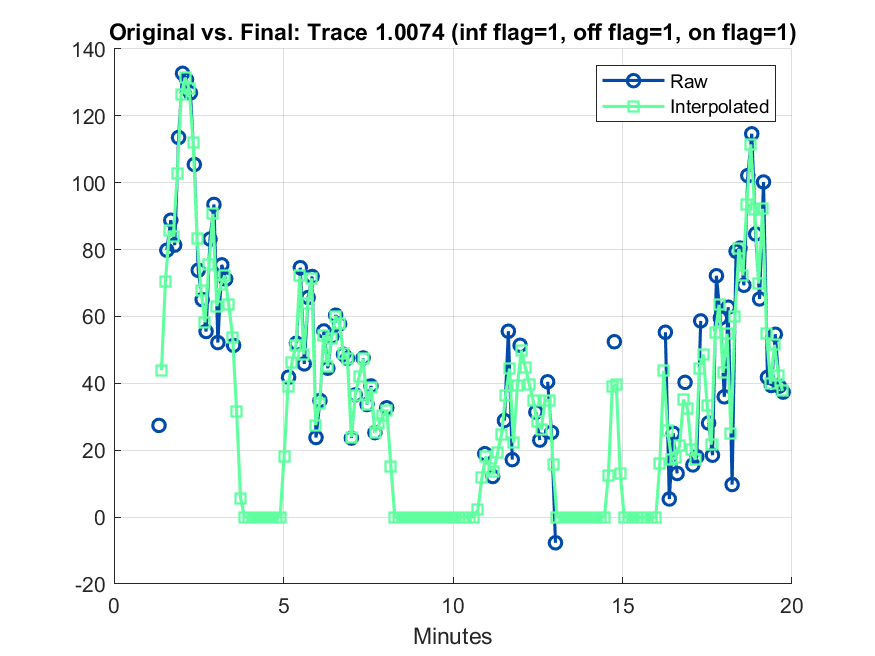 Original vs. Final: Trace 1.0074 (inf flag=1, off flag=1, on flag=1)
140
120
100
80
60
40
20
0
-20
Raw
Interpolated
0 5 10 15 20
Minutes